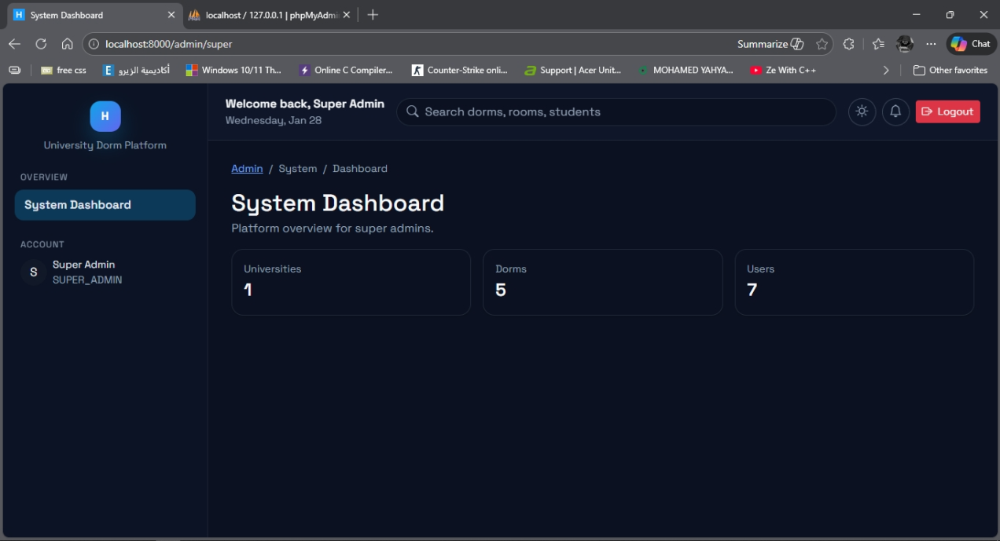 H System Dashboard
localhost / 127.0.0.1 | phpMyAdmi
localhost:8000/admin/super
Summarize
Chat
free css
أكاديمية الزيرو
Windows 10/11 Th...
Online C Compiler...
Counter-Strike onli...
Support | Acer Unit...
MOHAMED YAHYA...
Ze With C++
Other favorites
H
University Dorm Platform
OVERVIEW
System Dashboard
ACCOUNT
S
Super Admin
SUPER_ADMIN
Welcome back, Super Admin
Wednesday, Jan 28
Search dorms, rooms, students
Logout
Admin / System / Dashboard
System Dashboard
Platform overview for super admins.
Universities
1
Dorms
5
Users
7